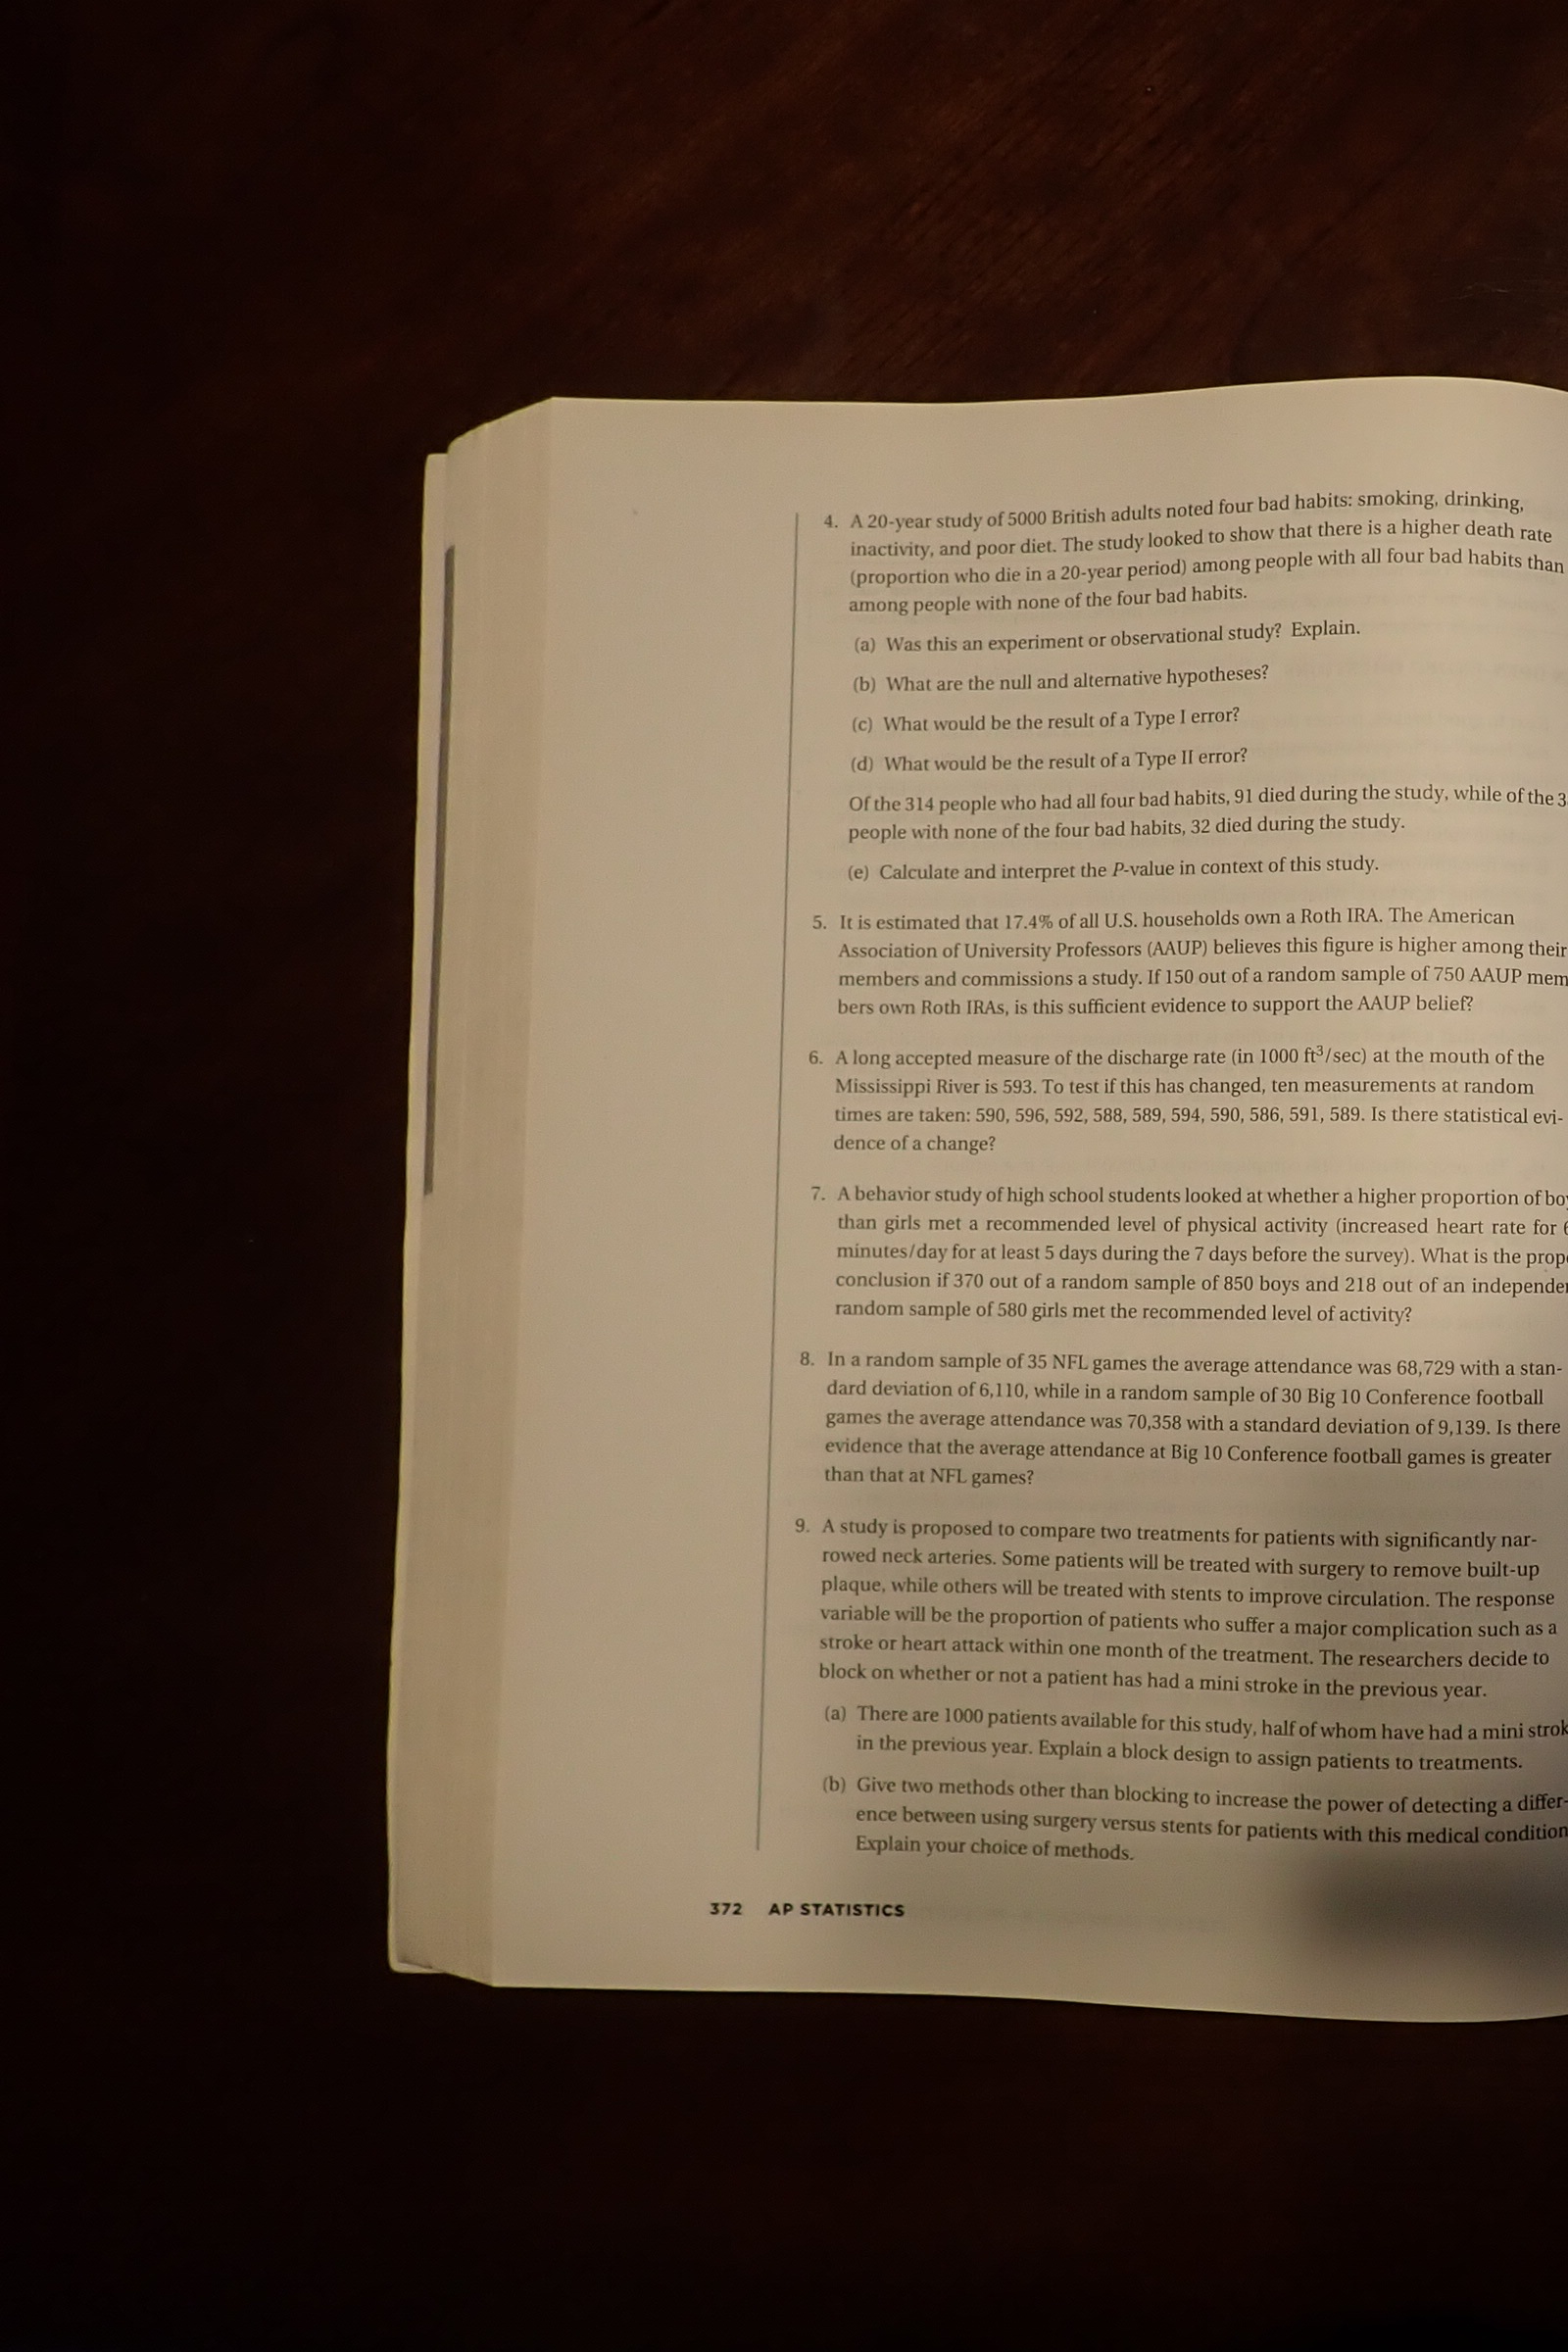 4. A 20-year study of 5000 British adults noted four bad habits: smoking, drinking,
inactivity, and poor diet. The study looked to show that there is a higher death rate
(proportion who die in a 20-year period) among people with all four bad habits than
among people with none of the four bad habits.
(a) Was this an experiment or observational study? Explain.
(b) What are the null and alternative hypotheses?
(c) What would be the result of a Type I error?
(d) What would be the result of a Type II error?
Of the 314 people who had all four bad habits, 91 died during the study, while of the
people with none of the four bad habits, 32 died during the study.
(e) Calculate and interpret the P-value in context of this study.
5. It is estimated that 17.4% of all U.S. households own a Roth IRA. The American
Association of University Professors (AAUP) believes this figure is higher among their
members and commissions a study. If 150 out of a random sample of 750 AAUP mem
bers own Roth IRAs, is this sufficient evidence to support the AAUP belief?
6. A long accepted measure of the discharge rate (in 1000 ft³/sec) at the mouth of the
Mississippi River is 593. To test if this has changed, ten measurements at random
times are taken: 590, 596, 592, 588, 589, 594, 590, 586, 591, 589. Is there statistical evi-
dence of a change?
7. A behavior study of high school students looked at whether a higher proportion of
than girls met a recommended level of physical activity (increased heart rate for
minutes/day for at least 5 days during the 7 days before the survey). What is the
conclusion if 370 out of a random sample of 850 boys and 218 out of an
random sample of 580 girls met the recommended level of activity?
8. In a random sample of 35 NFL games the average attendance was 68,729 with a stan-
dard deviation of 6,110, while in a random sample of 30 Big 10 Conference football
games the average attendance was 70,358 with a standard deviation of 9,139. Is there
evidence that the average attendance at Big 10 Conference football games is greater
than that at NFL games?
9. A study is proposed to compare two treatments for patients with significantly nar-
rowed neck arteries. Some patients will be treated with surgery to remove built-up
plaque, while others will be treated with stents to improve circulation. The response
variable will be the proportion of patients who suffer a major complication such as a
stroke or heart attack within one month of the treatment. The researchers decide to
block on whether or not a patient has had a mini stroke in the previous year.
(a) There are 1000 patients available for this study, half of whom have had a mini
in the previous year. Explain a block design to assign patients to treatments.
(b) Give two methods other than blocking to increase the power of detecting a differ-
ence between using surgery versus stents for patients with this medical condition
Explain your choice of methods.
372 AP STATISTICS